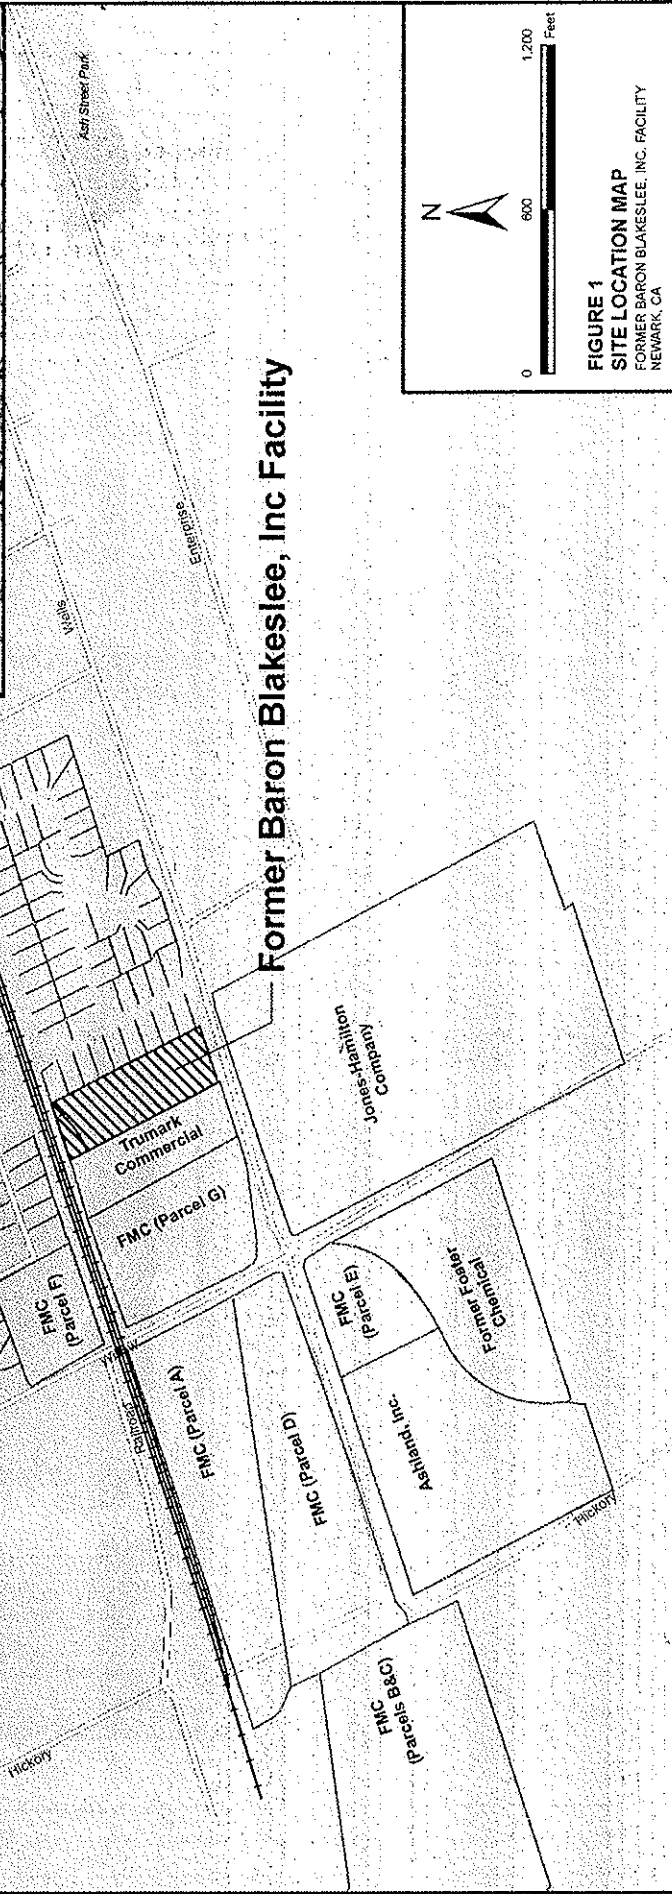 Ash Street Park
Wells
Enterprise
Former Baron Blakeslee, Inc Facility
Trumark
Commercial
FMC (Parcel G)
FMC
(Parcel F)
Railroad
FMC (Parcel A)
FMC (Parcel D)
FMC
(Parcel E)
Former Foster
Chemical
Ashland, Inc.
Jones-Hamilton
Company
FMC
(Parcels B&C)
Hickory
Hickory
N
0
600
1,200
Feet
FIGURE 1
SITE LOCATION MAP
FORMER BARON BLAKESLEE, INC. FACILITY
NEWARK, CA